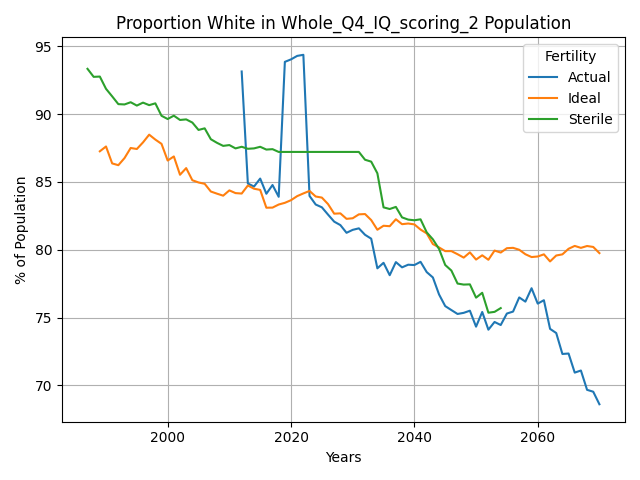 Proportion White in Whole_Q4_IQ_scoring_2 Population
Fertility
Actual
Ideal
Sterile
% of Population
95
90
85
80
75
70
2000
2020
2040
2060
Years